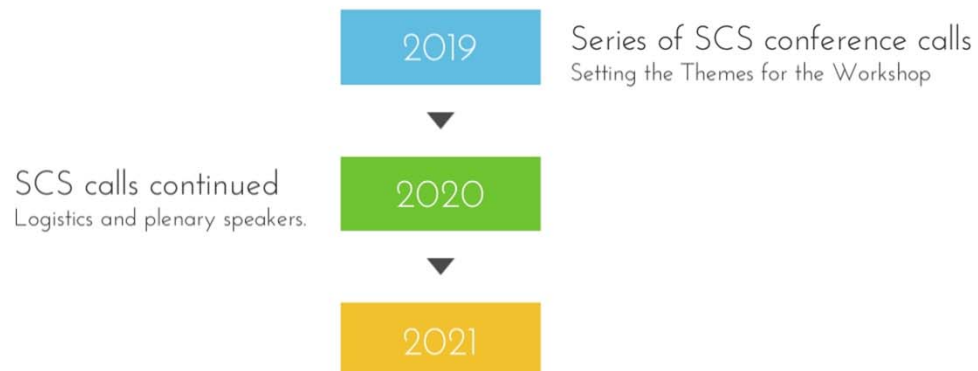 2019
Series of SCS conference calls
Setting the Themes for the Workshop
SCS calls continued
Logistics and plenary speakers.
2020
2021